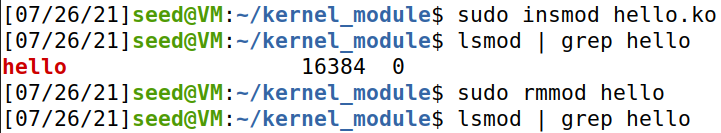 [07/26/21]seed@VM:~/kernel_module$ sudo insmod hello.ko
[07/26/21]seed@VM:~/kernel_module$ lsmod | grep hello
hello                  16384  0
[07/26/21]seed@VM:~/kernel_module$ sudo rmmod hello
[07/26/21]seed@VM:~/kernel_module$ lsmod | grep hello